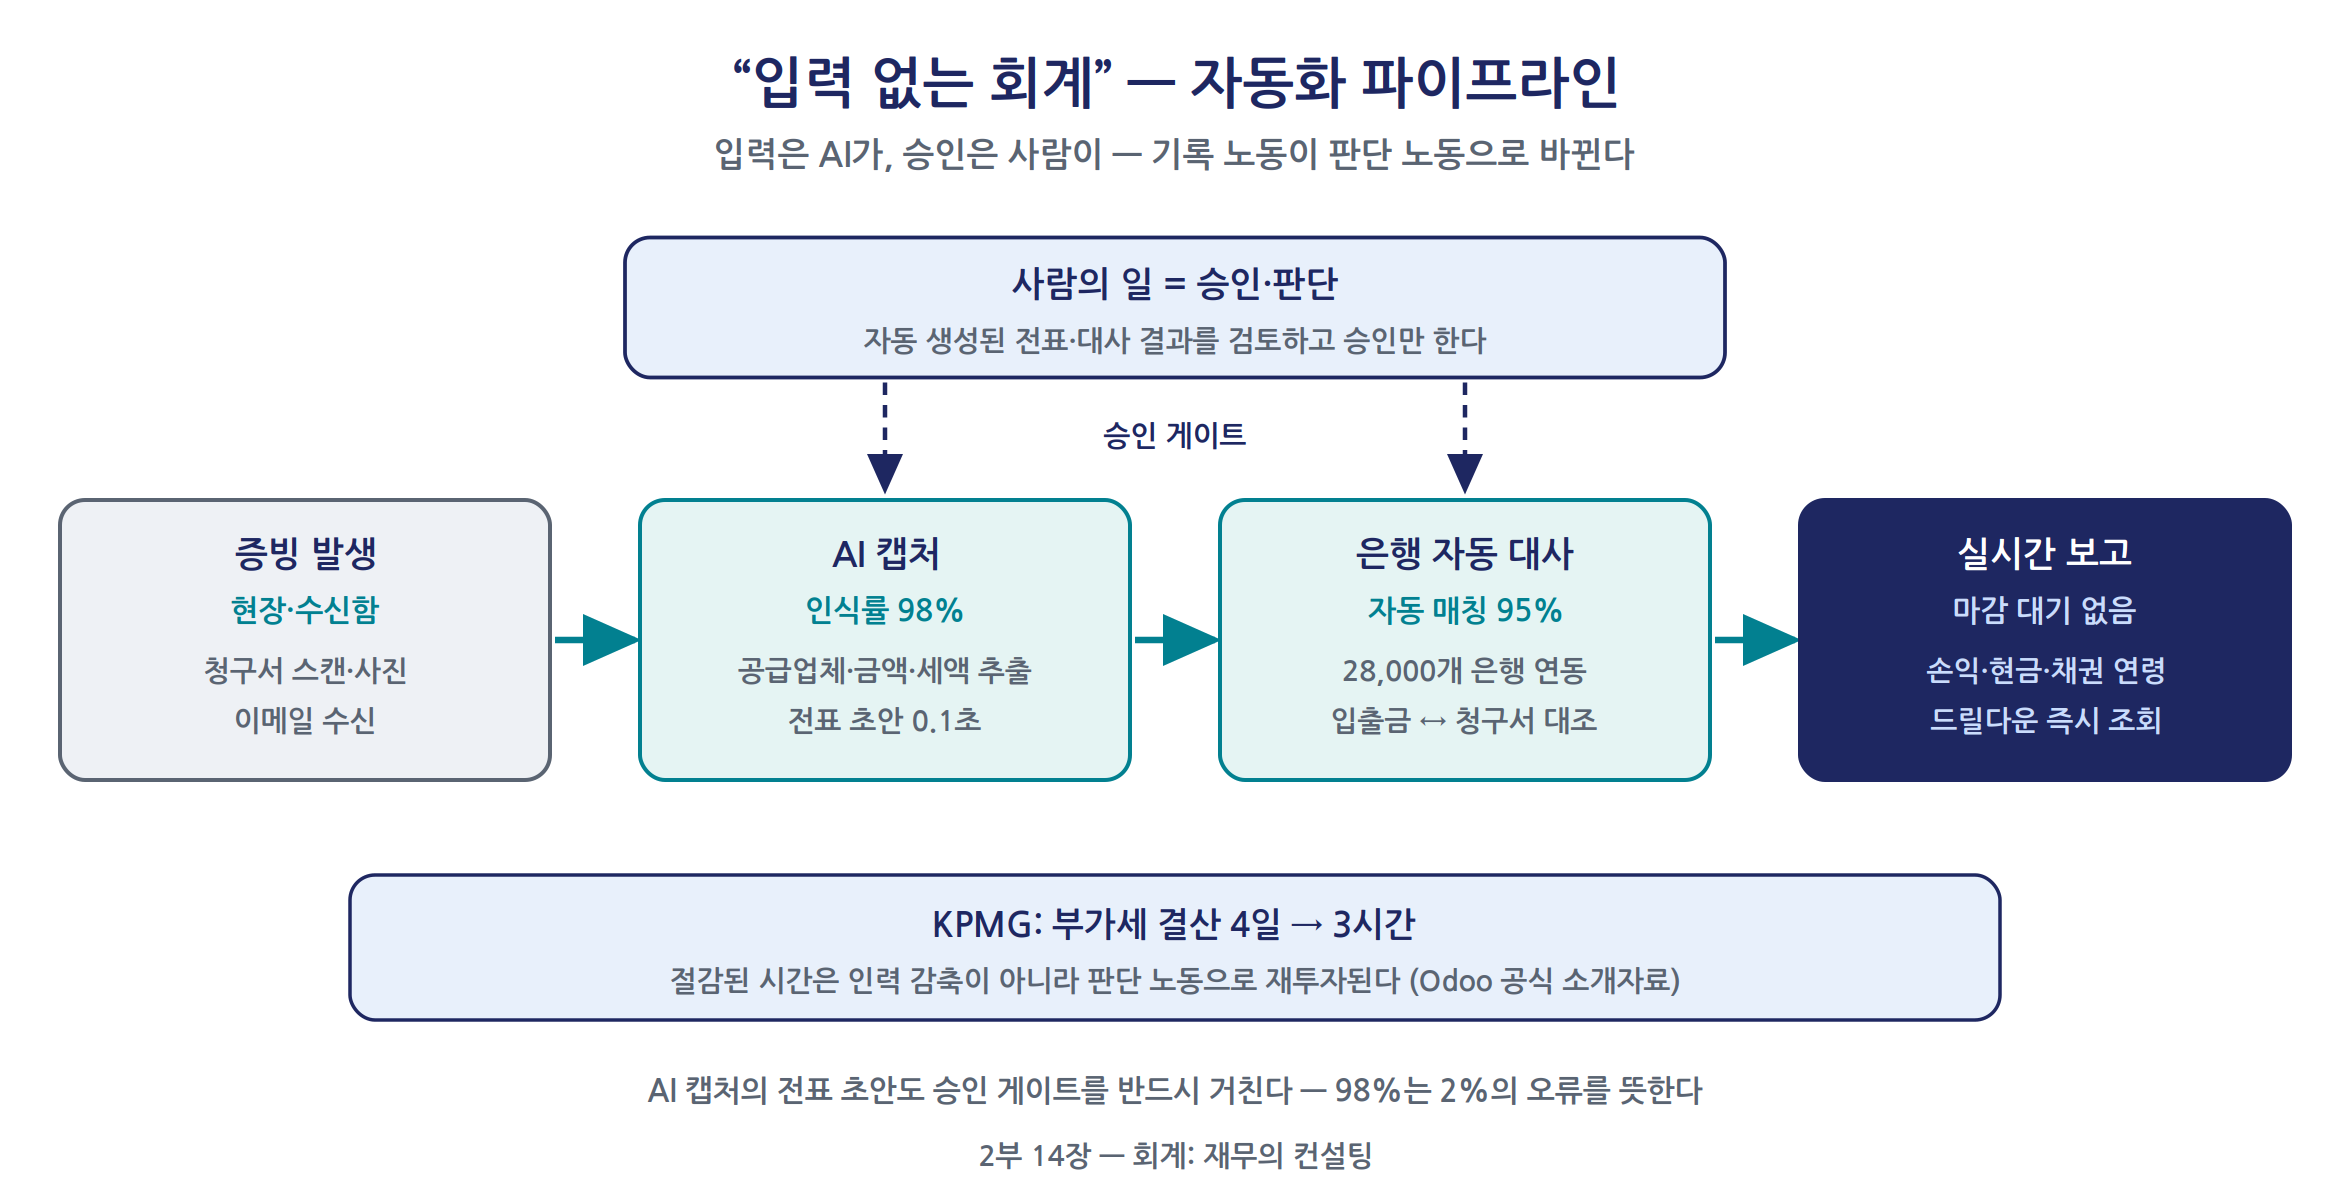 “입력 없는 회계” — 자동화 파이프라인
입력은 AI가, 승인은 사람이 — 기록 노동이 판단 노동으로 바뀐다
사람의 일 = 승인·판단
자동 생성된 전표·대사 결과를 검토하고 승인만 한다
승인 게이트
증빙 발생
현장·수신함
청구서 스캔·사진
이메일 수신
AI 캡처
인식률 98%
공급업체·금액·세액 추출
전표 초안 0.1초
은행 자동 대사
자동 매칭 95%
28,000개 은행 연동
입출금 ↔ 청구서 대조
실시간 보고
마감 대기 없음
손익·현금·채권 연령
드릴다운 즉시 조회
KPMG: 부가세 결산 4일 → 3시간
절감된 시간은 인력 감축이 아니라 판단 노동으로 재투자된다 (Odoo 공식 소개자료)
AI 캡처의 전표 초안도 승인 게이트를 반드시 거친다 — 98%는 2%의 오류를 뜻한다
2부 14장 — 회계: 재무의 컨설팅